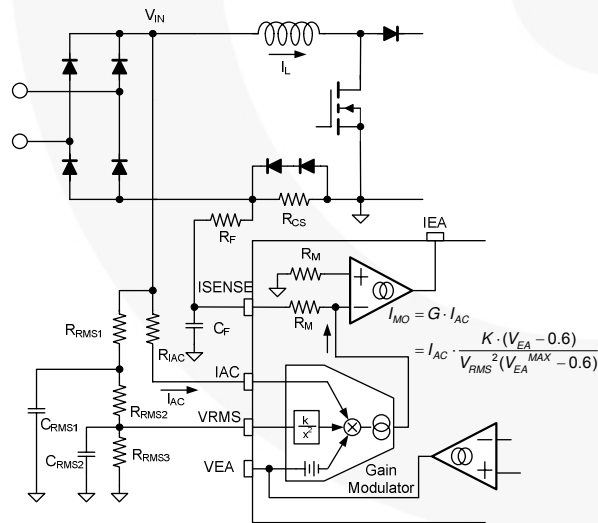 V_IN
I_L
R_CS
R_F
IEA
R_M
ISENSE
R_M
I_MO = G · I_AC
= I_AC · K · (V_EA − 0.6) / V_RMS^2 (V_EA^MAX − 0.6)
C_F
R_RMS1
R_IAC
IAC
I_AC
R_RMS2
VRMS
C_RMS1
k/x^2
C_RMS2
R_RMS3
VEA
Gain
Modulator